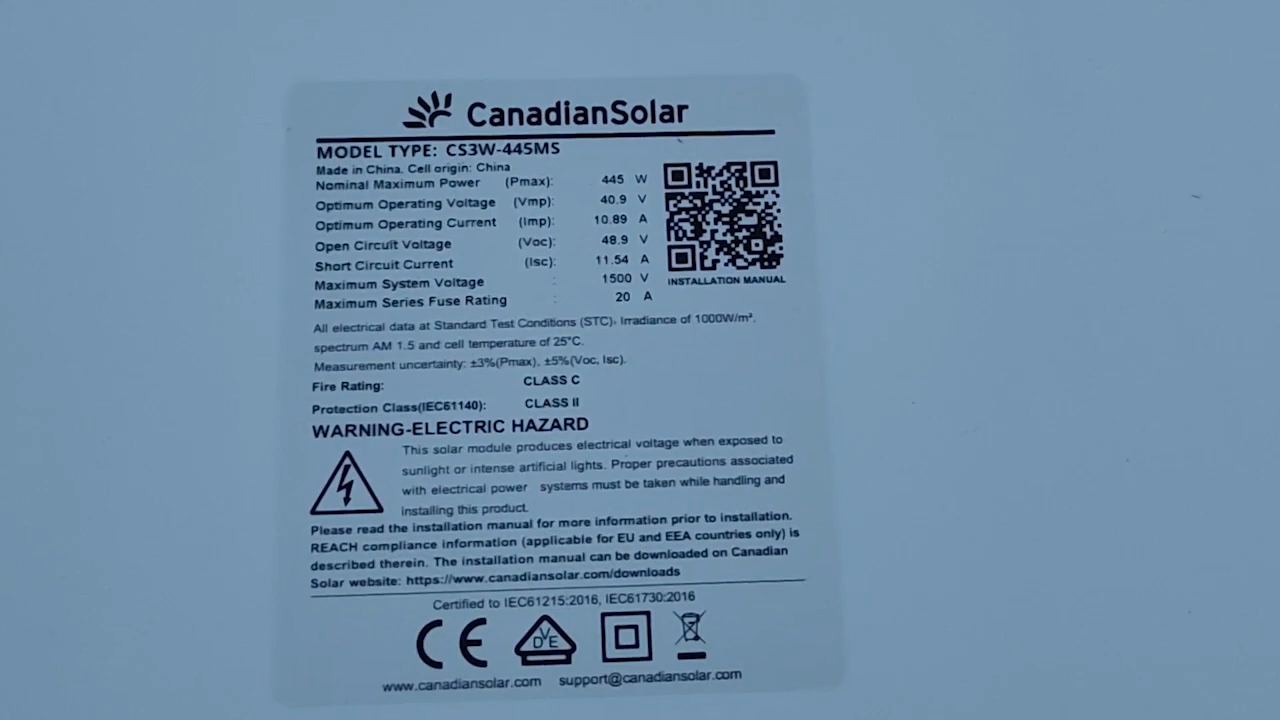 CanadianSolar
MODEL TYPE: CS3W-445MS
Made in China. Cell origin: China
Nominal Maximum Power (Pmax): 445 W
Optimum Operating Voltage (Vmp): 40.9 V
Optimum Operating Current (Imp): 10.89 A
Open Circuit Voltage (Voc): 48.9 V
Short Circuit Current (Isc): 11.54 A
Maximum System Voltage : 1500 V
Maximum Series Fuse Rating : 20 A
INSTALLATION MANUAL
All electrical data at Standard Test Conditions (STC), Irradiance of 1000W/m²,
spectrum AM 1.5 and cell temperature of 25°C.
Measurement uncertainty: ±3%(Pmax), ±5%(Voc, Isc).
Fire Rating: CLASS C
Protection Class(IEC61140): CLASS II
WARNING-ELECTRIC HAZARD
This solar module produces electrical voltage when exposed to
sunlight or intense artificial lights. Proper precautions associated
with electrical power systems must be taken while handling and
installing this product.
Please read the installation manual for more information prior to installation.
REACH compliance information (applicable for EU and EEA countries only) is
described therein. The installation manual can be downloaded on Canadian
Solar website: https://www.canadiansolar.com/downloads
Certified to IEC61215:2016, IEC61730:2016
CE DVE
www.canadiansolar.com support@canadiansolar.com